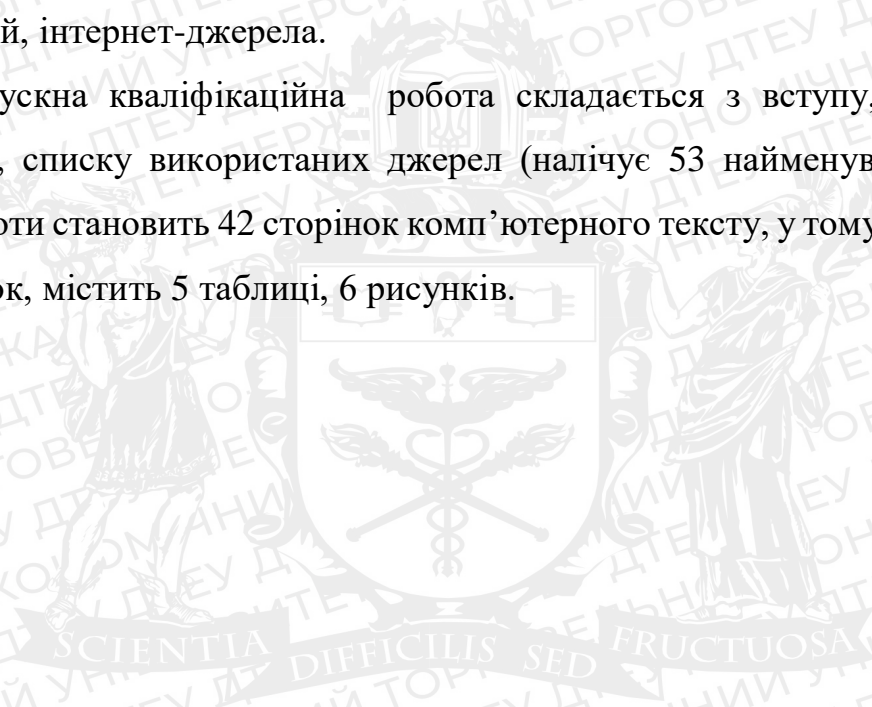 й, інтернет-джерела.
ускна кваліфікаційна робота складається з вступу,
, списку використаних джерел (налічує 53 найменув
оти становить 42 сторінок комп’ютерного тексту, у тому
ок, містить 5 таблиці, 6 рисунків.
SCIENTIA DIFFICILIS SED FRUCTUOSA